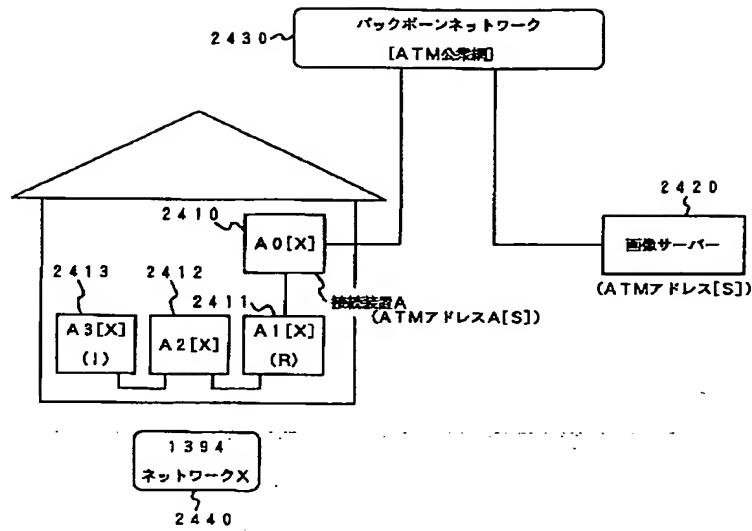 バックボーンネットワーク
[ATM公衆網]
2430
2420
画像サーバー
(ATMアドレス[S])
2410
A0[X]
接続装置A
(ATMアドレスA[S])
2413
2412
2411
A3[X]
(I)
A2[X]
A1[X]
(R)
1394
ネットワークX
2440